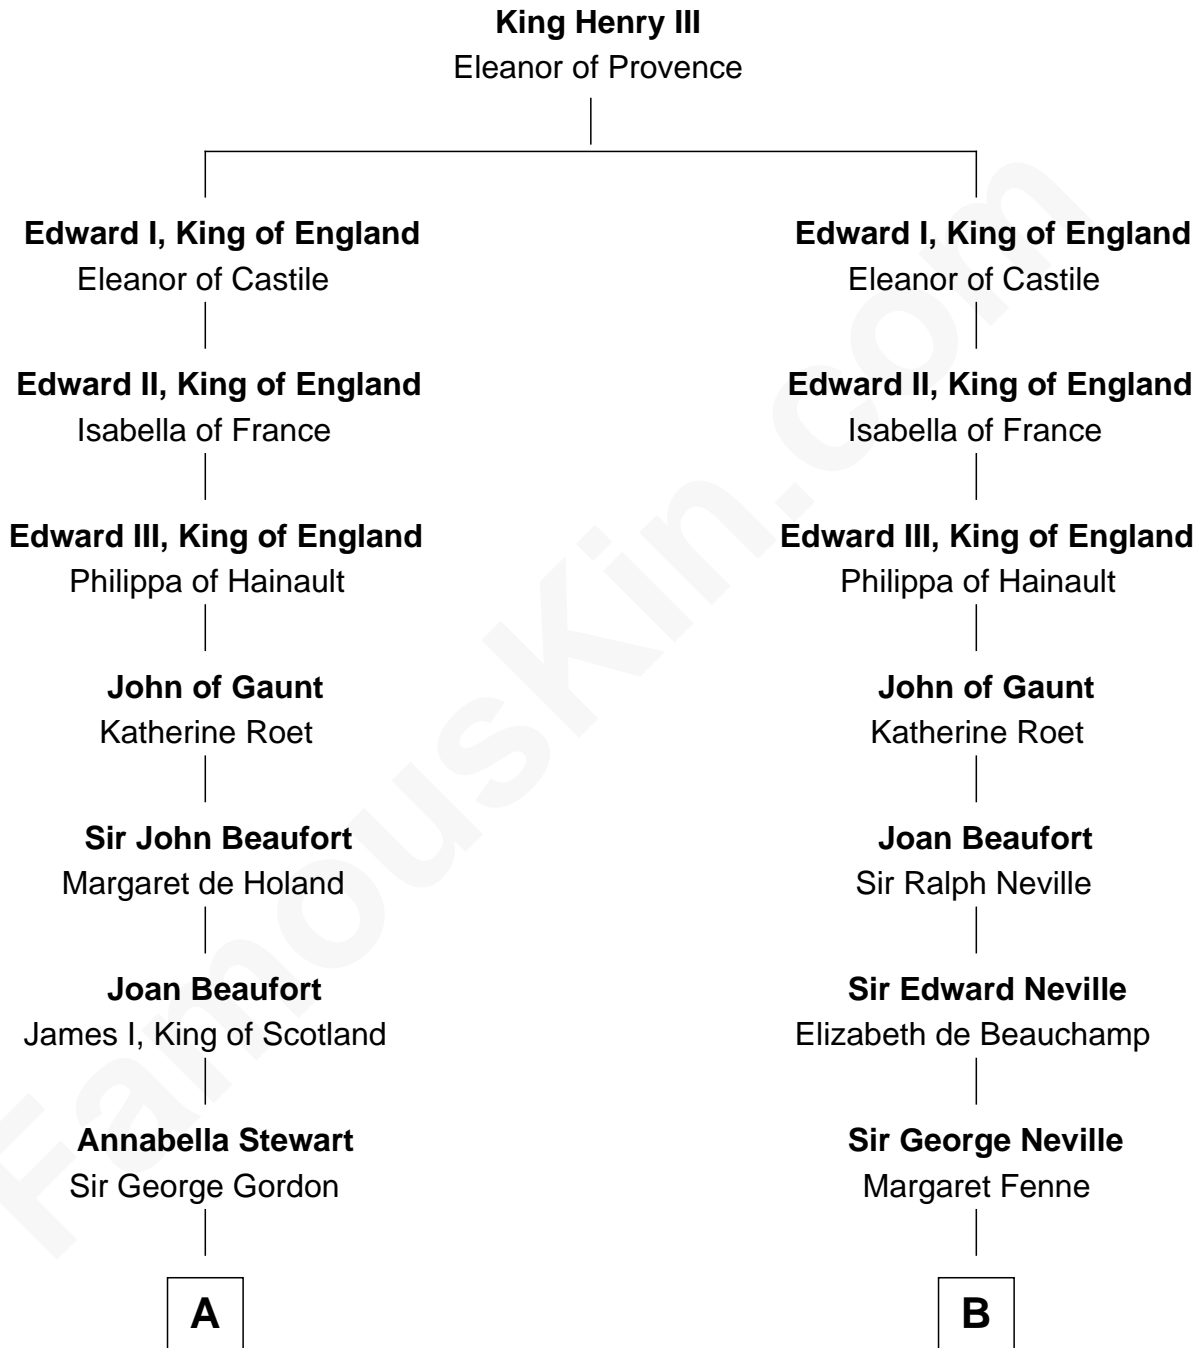 King Henry III
Eleanor of Provence
Edward I, King of England
Eleanor of Castile
Edward II, King of England
Isabella of France
Edward III, King of England
Philippa of Hainault
John of Gaunt
Katherine Roet
Sir John Beaufort
Margaret de Holand
Joan Beaufort
James I, King of Scotland
Annabella Stewart
Sir George Gordon
A
Edward I, King of England
Eleanor of Castile
Edward II, King of England
Isabella of France
Edward III, King of England
Philippa of Hainault
John of Gaunt
Katherine Roet
Joan Beaufort
Sir Ralph Neville
Sir Edward Neville
Elizabeth de Beauchamp
Sir George Neville
Margaret Fenne
B
FamousKin.com